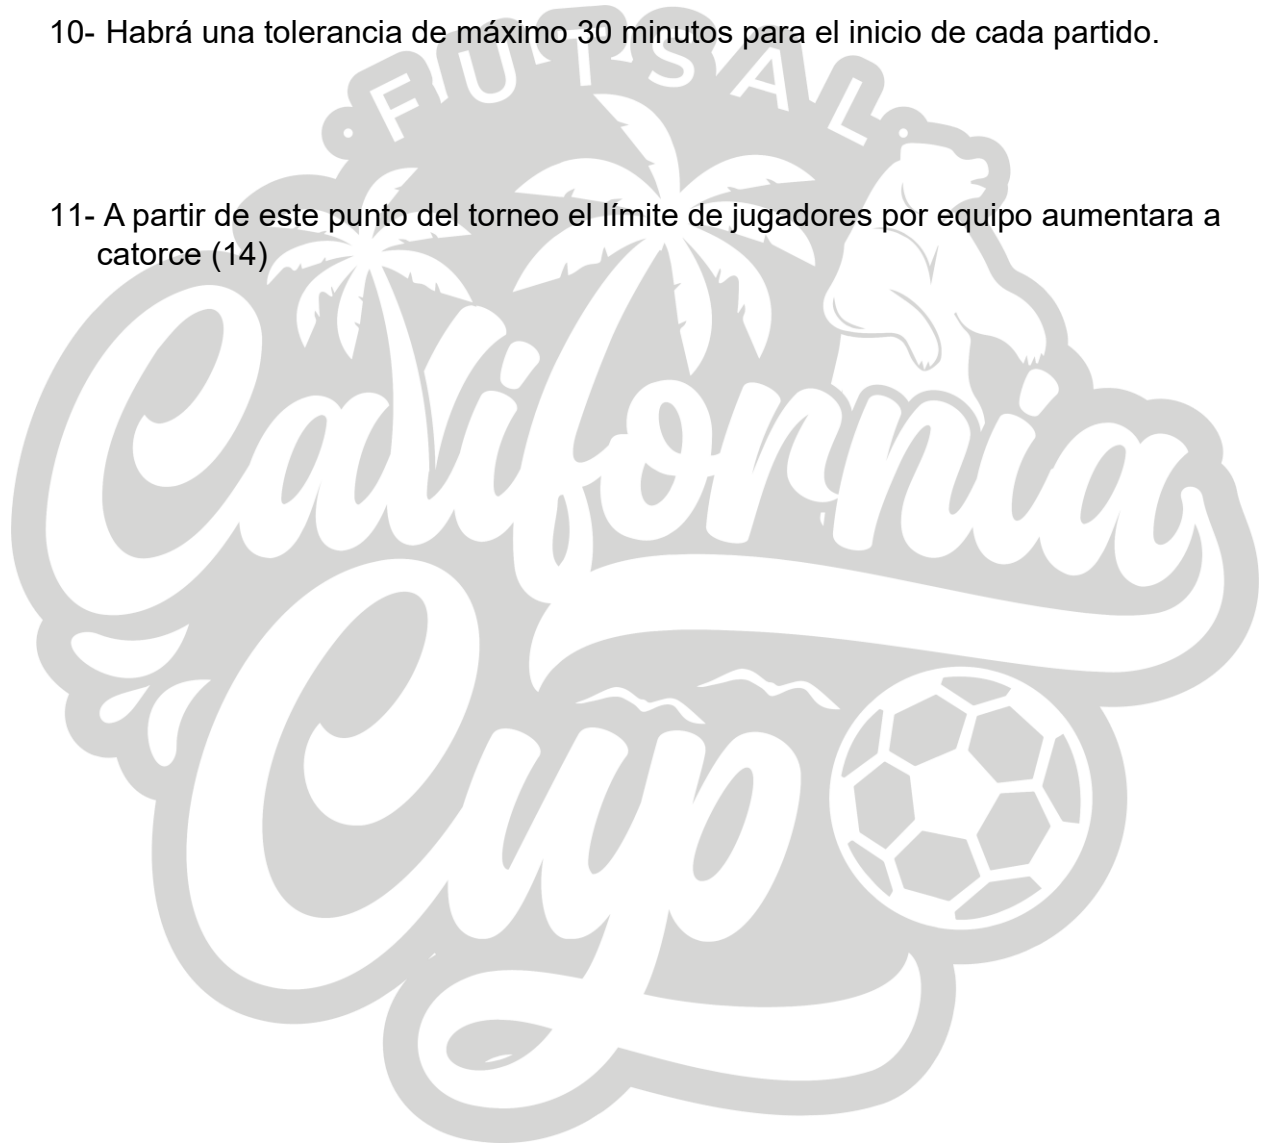 10- Habrá una tolerancia de máximo 30 minutos para el inicio de cada partido.
FUTSAL
11- A partir de este punto del torneo el límite de jugadores por equipo aumentara a
catorce (14)
California
Cup